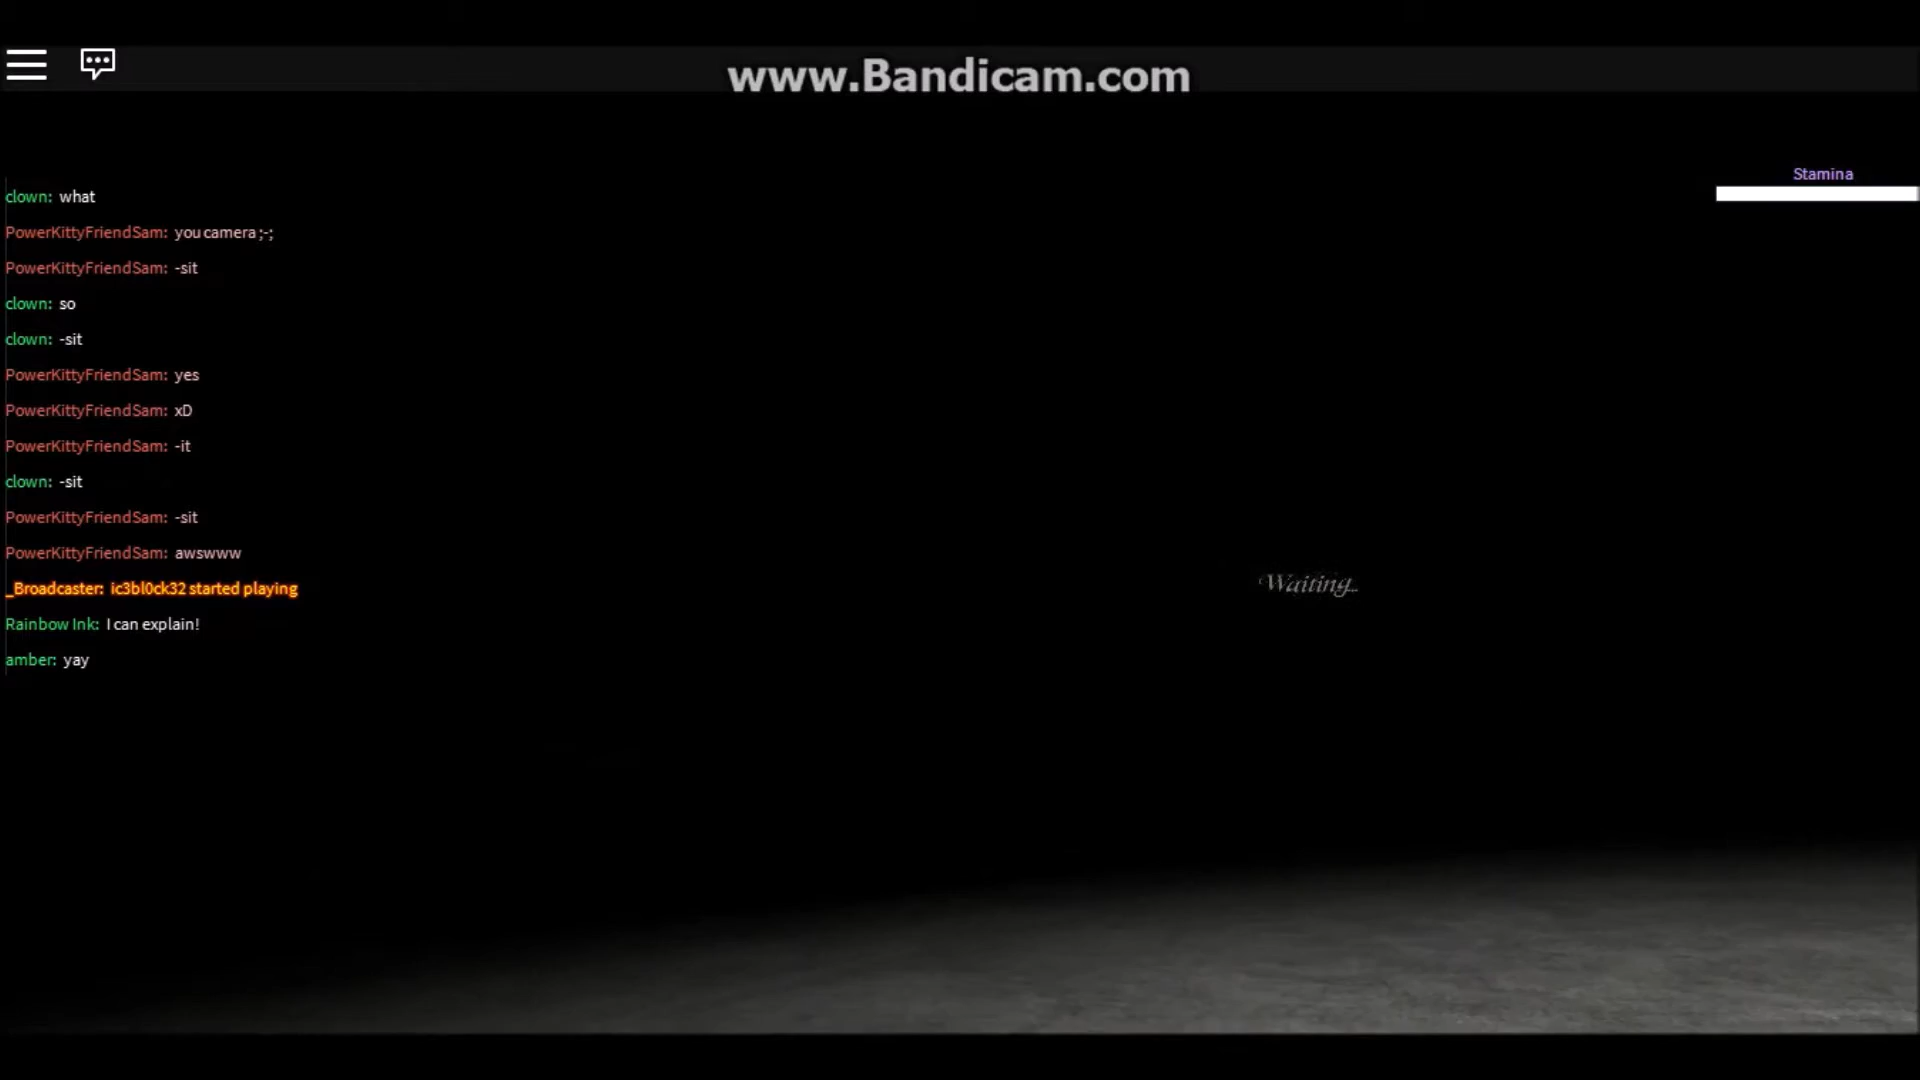 www.Bandicam.com
Stamina
clown: what
PowerKittyFriendSam: you camera ;-;
PowerKittyFriendSam: -sit
clown: so
clown: -sit
PowerKittyFriendSam: yes
PowerKittyFriendSam: xD
PowerKittyFriendSam: -it
clown: -sit
PowerKittyFriendSam: -sit
PowerKittyFriendSam: awswww
_Broadcaster: ic3bl0ck32 started playing
Waiting...
Rainbow Ink: I can explain!
amber: yay